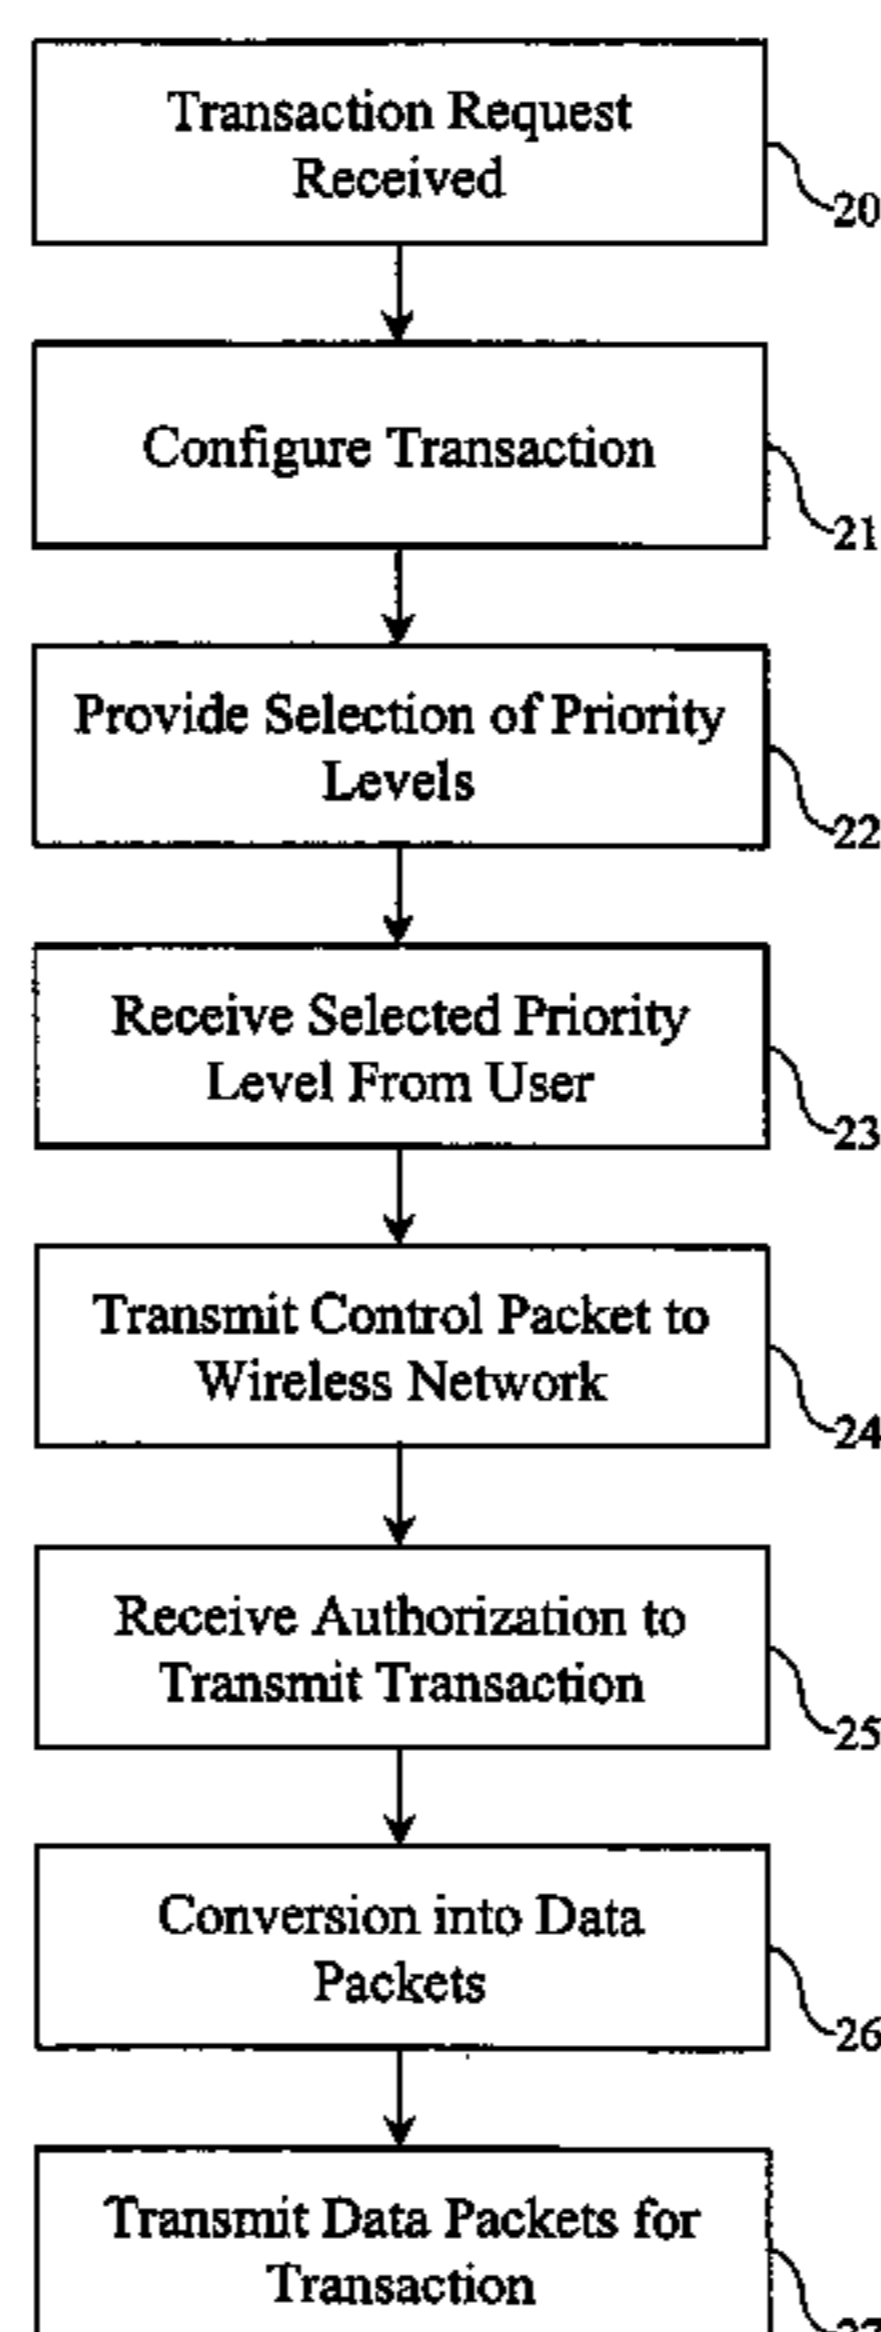 Transaction Request
Received
20
Configure Transaction
21
Provide Selection of Priority
Levels
22
Receive Selected Priority
Level From User
23
Transmit Control Packet to
Wireless Network
24
Receive Authorization to
Transmit Transaction
25
Conversion into Data
Packets
26
Transmit Data Packets for
Transaction